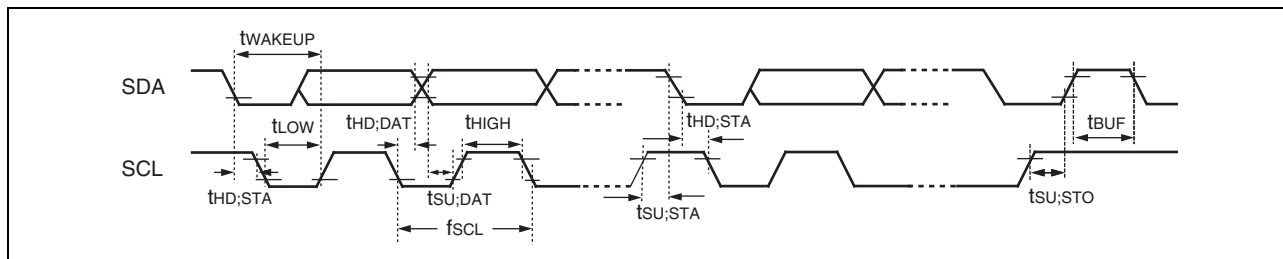 tWAKEUP
SDA
tLOW
tHD;DAT
tHIGH
tHD;STA
tBUF
SCL
tHD;STA
tSU;DAT
tSU;STA
tSU;STO
fSCL